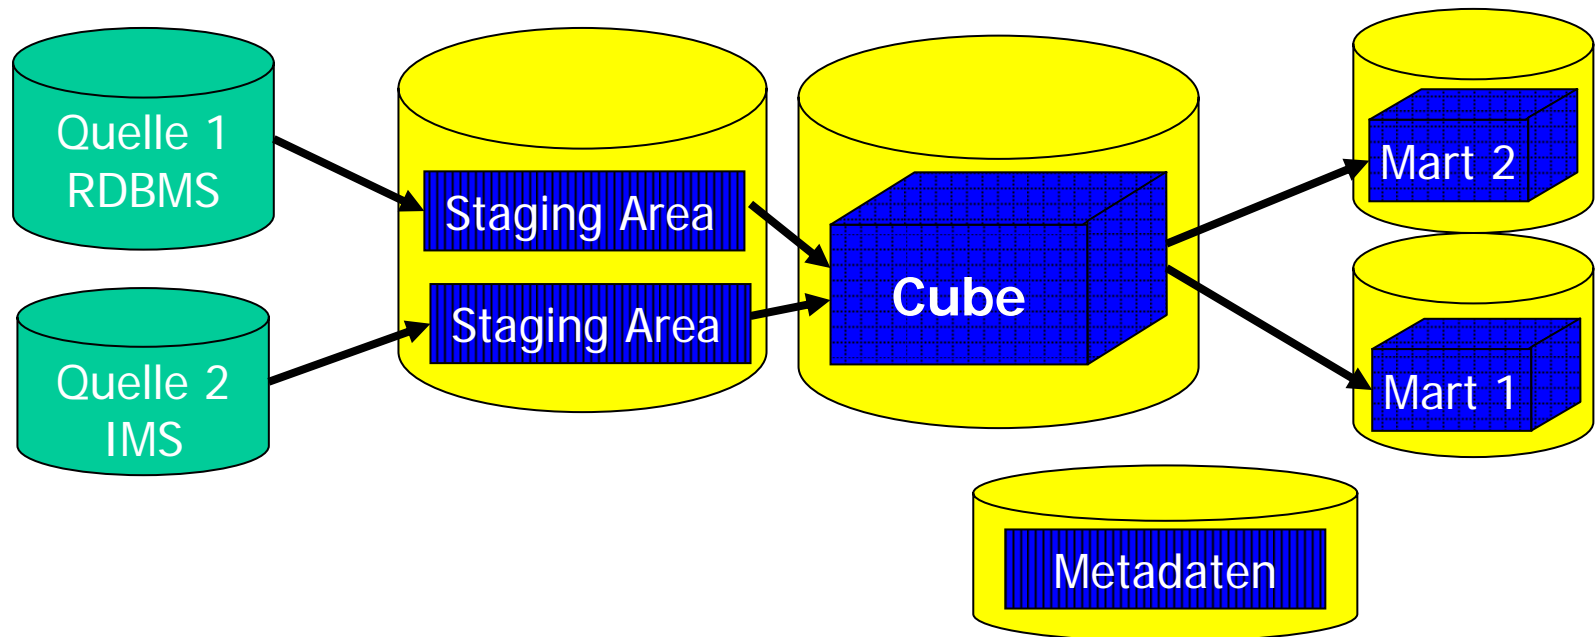 Quelle 1
RDBMS
Quelle 2
IMS
Staging Area
Staging Area
Cube
Mart 2
Mart 1
Metadaten